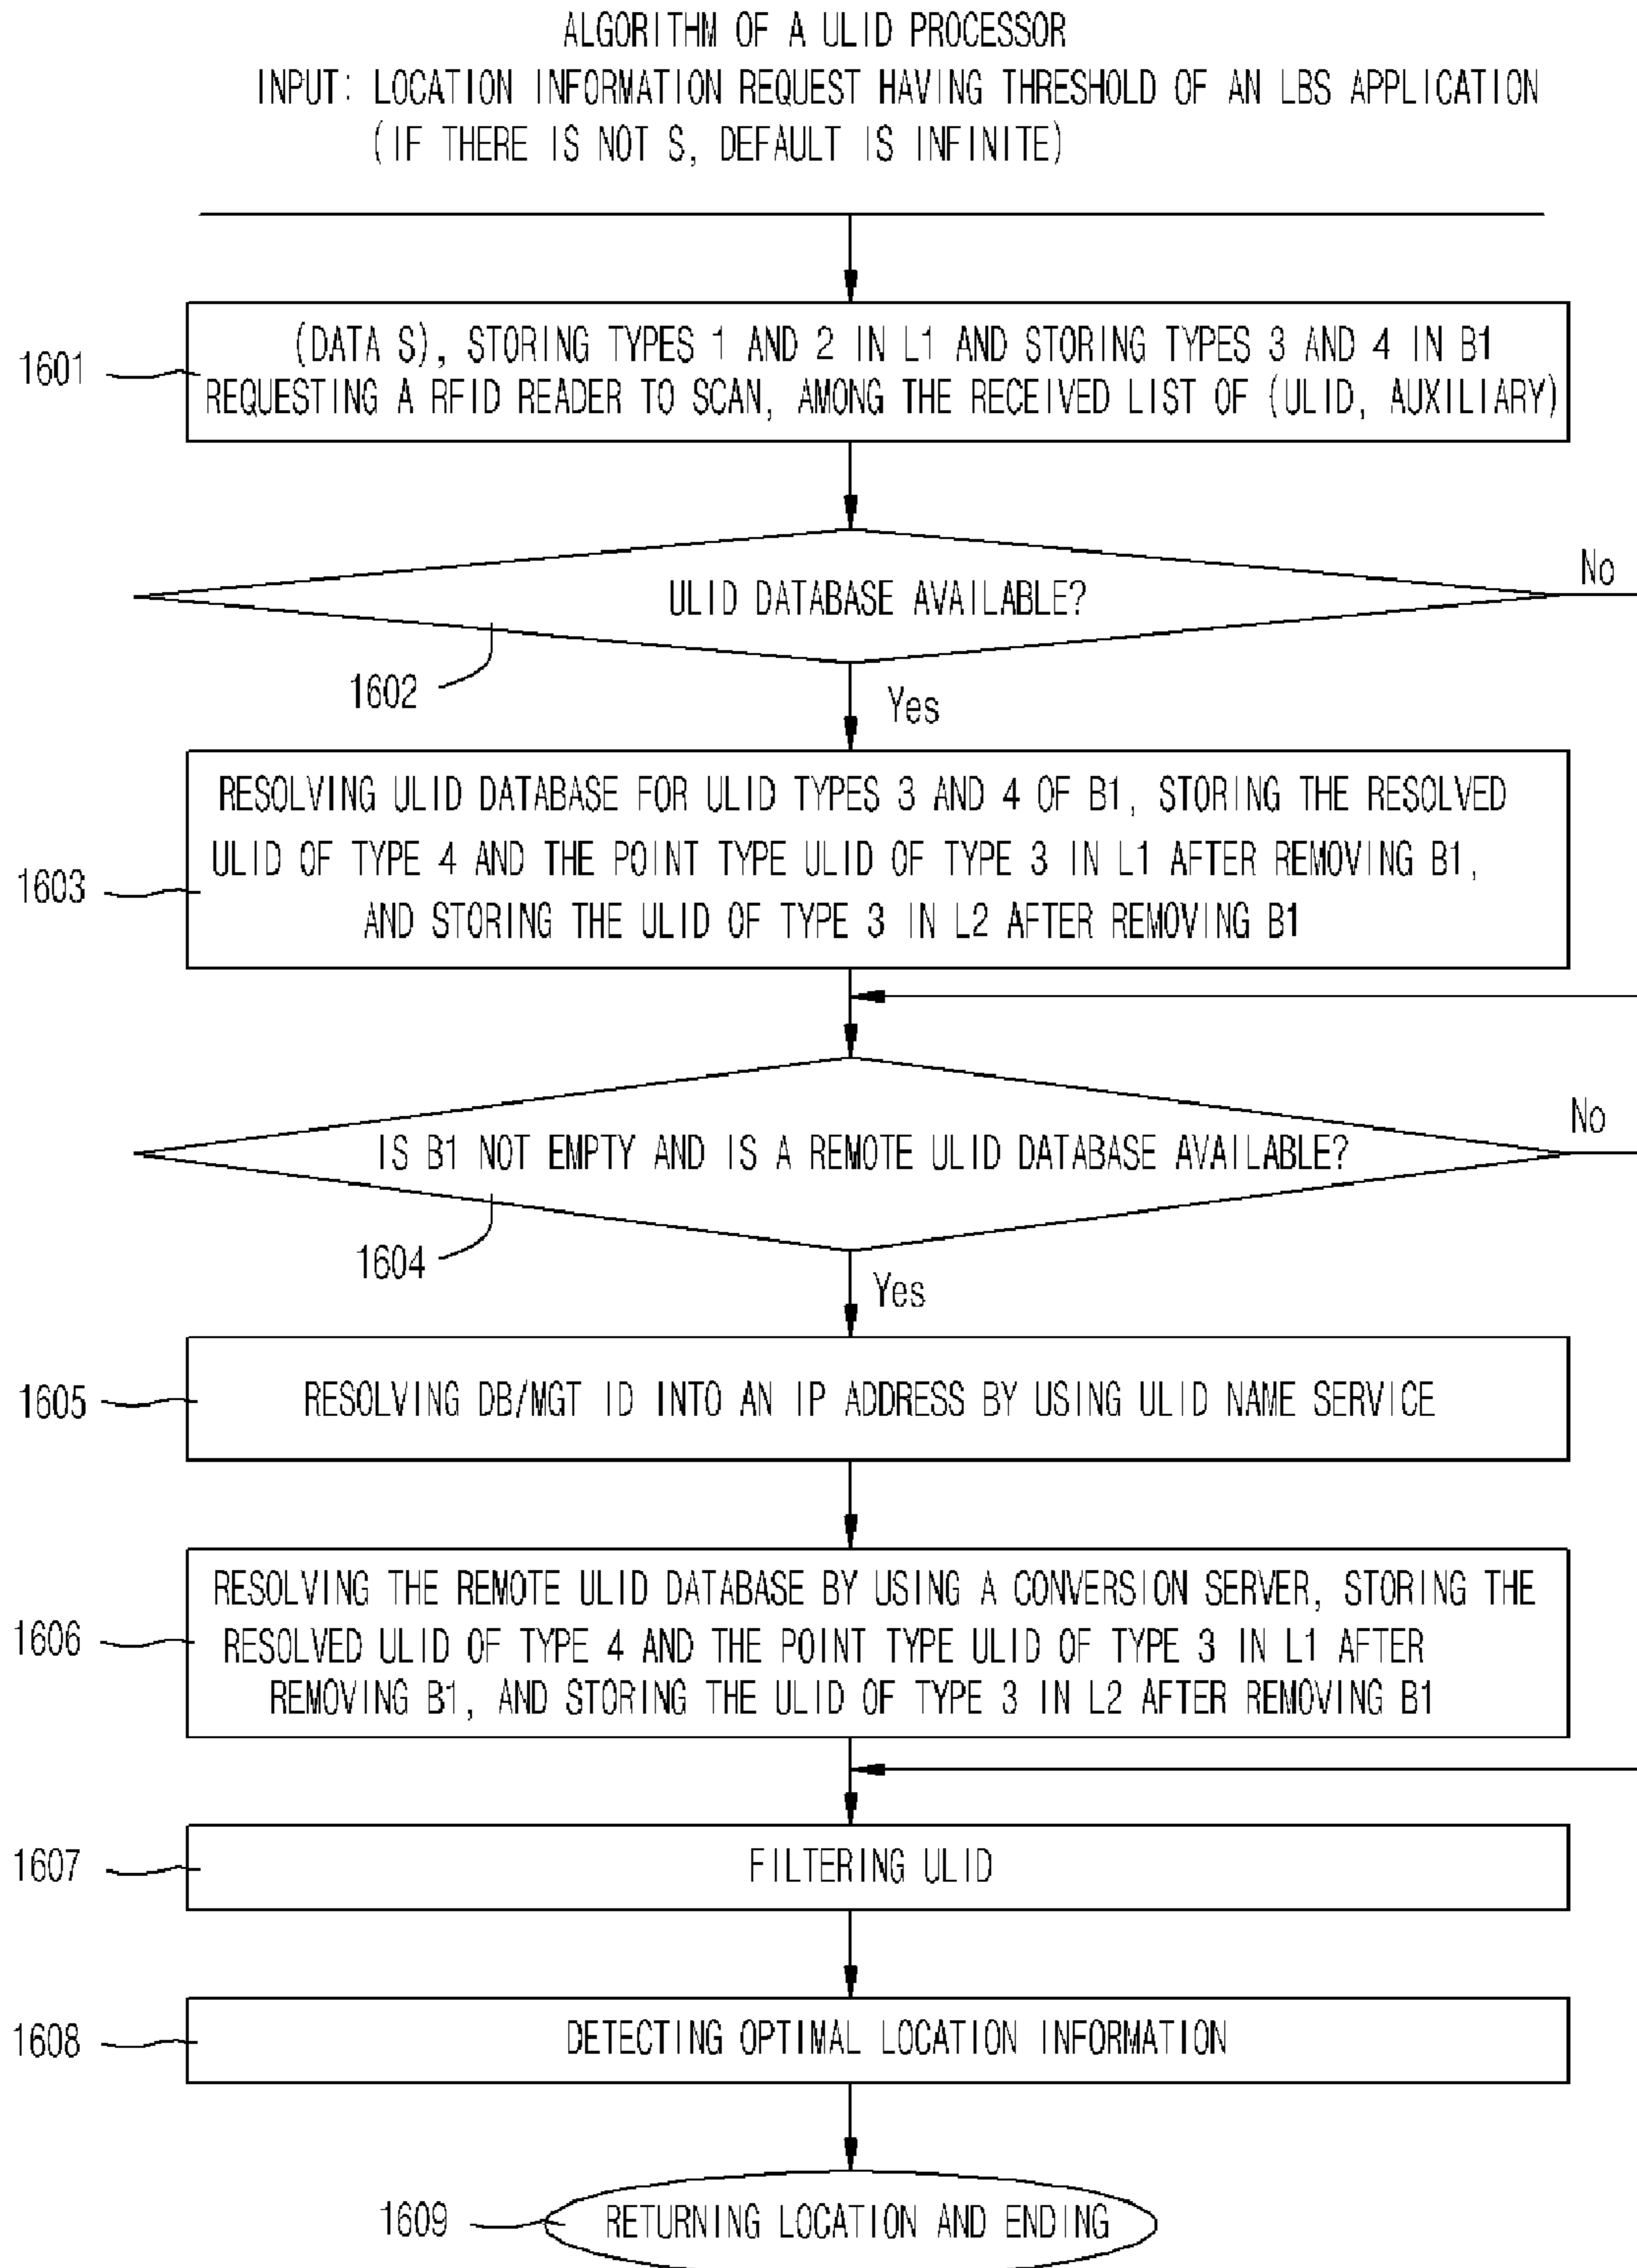 ALGORITHM OF A ULID PROCESSOR
INPUT: LOCATION INFORMATION REQUEST HAVING THRESHOLD OF AN LBS APPLICATION
(IF THERE IS NOT S, DEFAULT IS INFINITE)
1601
(DATA S), STORING TYPES 1 AND 2 IN L1 AND STORING TYPES 3 AND 4 IN B1
REQUESTING A RFID READER TO SCAN, AMONG THE RECEIVED LIST OF (ULID, AUXILIARY)
ULID DATABASE AVAILABLE?
No
1602
Yes
1603
RESOLVING ULID DATABASE FOR ULID TYPES 3 AND 4 OF B1, STORING THE RESOLVED
ULID OF TYPE 4 AND THE POINT TYPE ULID OF TYPE 3 IN L1 AFTER REMOVING B1,
AND STORING THE ULID OF TYPE 3 IN L2 AFTER REMOVING B1
IS B1 NOT EMPTY AND IS A REMOTE ULID DATABASE AVAILABLE?
No
1604
Yes
1605
RESOLVING DB/MGT ID INTO AN IP ADDRESS BY USING ULID NAME SERVICE
1606
RESOLVING THE REMOTE ULID DATABASE BY USING A CONVERSION SERVER, STORING THE
RESOLVED ULID OF TYPE 4 AND THE POINT TYPE ULID OF TYPE 3 IN L1 AFTER
REMOVING B1, AND STORING THE ULID OF TYPE 3 IN L2 AFTER REMOVING B1
1607
FILTERING ULID
1608
DETECTING OPTIMAL LOCATION INFORMATION
1609
RETURNING LOCATION AND ENDING